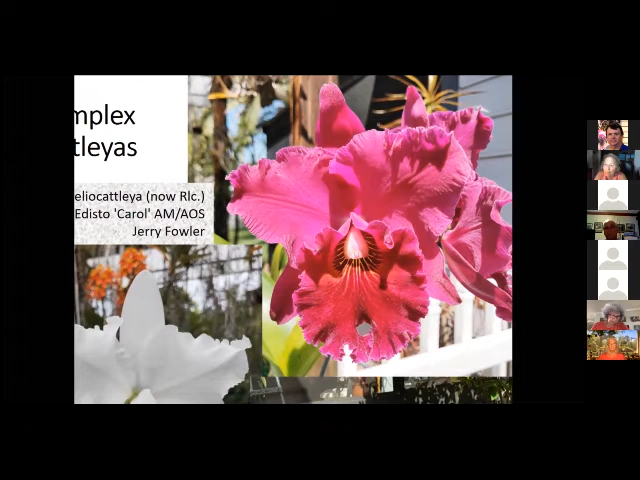 mplex
tleyas
eliocattleya (now Rlc.)
Edisto 'Carol' AM/AOS
Jerry Fowler